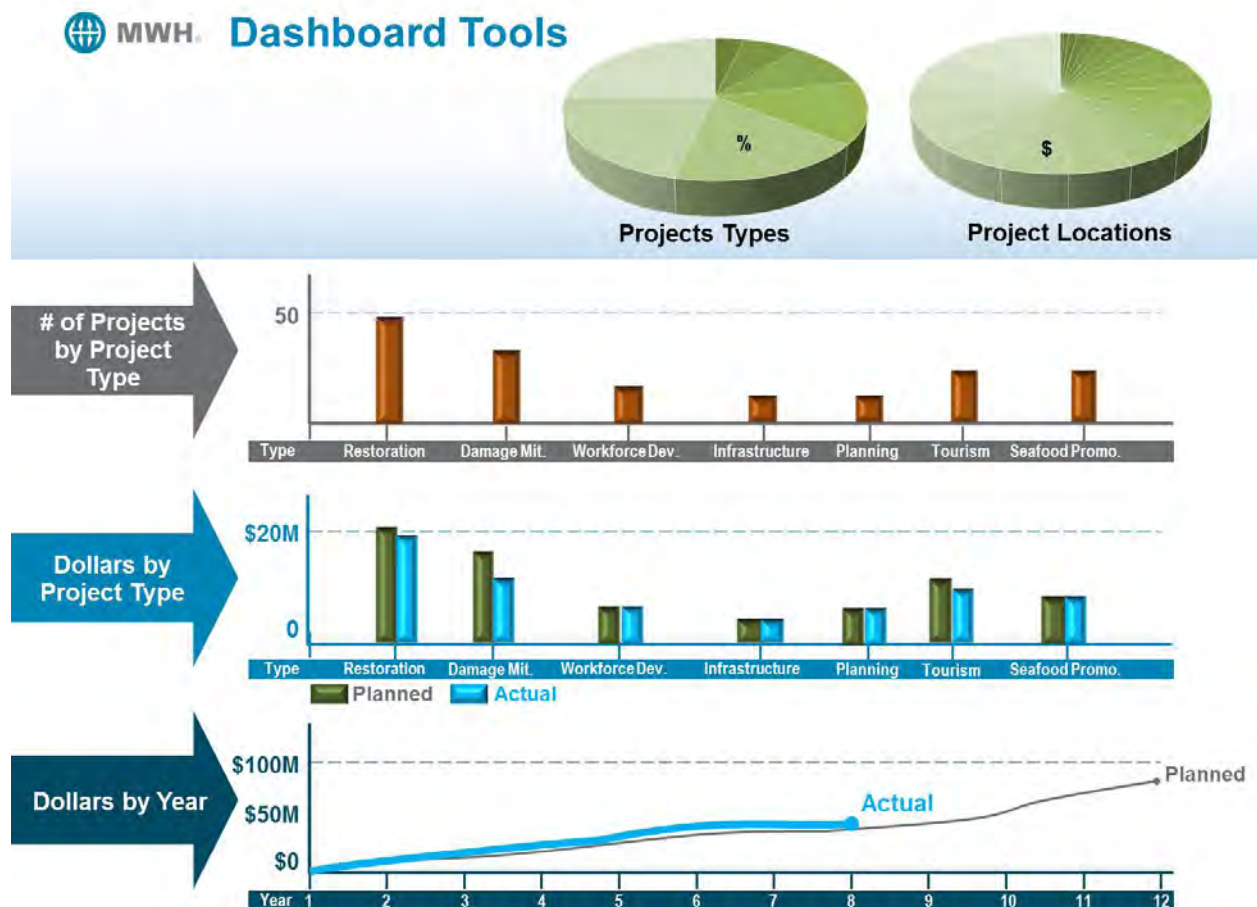 MWH® Dashboard Tools
%
$
Projects Types
Project Locations
# of Projects
by Project
Type
50
Type Restoration Damage Mit. Workforce Dev. Infrastructure Planning Tourism Seafood Promo.
Dollars by
Project Type
$20M
0
Type Restoration Damage Mit. Workforce Dev. Infrastructure Planning Tourism Seafood Promo.
Planned Actual
Dollars by Year
$100M
$50M
$0
Planned
Actual
Year 1 2 3 4 5 6 7 8 9 10 11 12